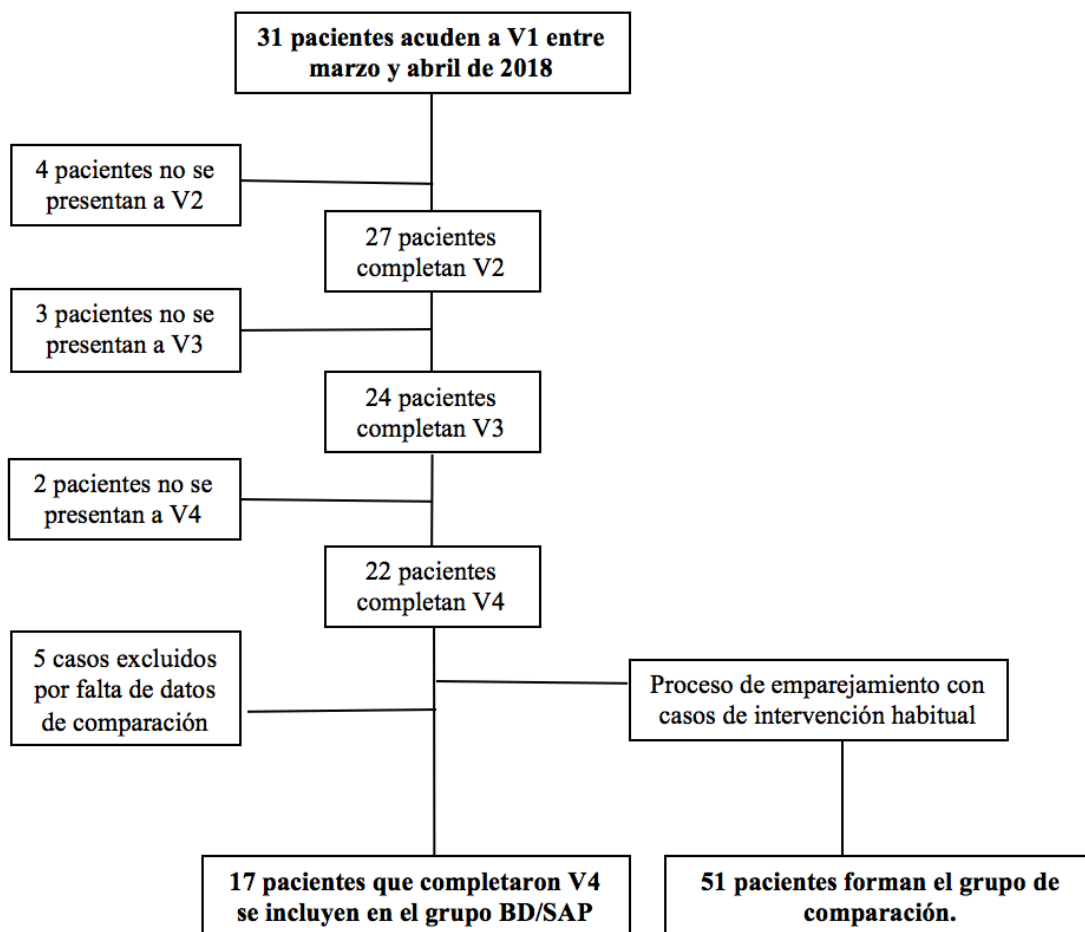 31 pacientes acuden a V1 entre
marzo y abril de 2018
4 pacientes no se
presentan a V2
27 pacientes
completan V2
3 pacientes no se
presentan a V3
24 pacientes
completan V3
2 pacientes no se
presentan a V4
22 pacientes
completan V4
5 casos excluidos
por falta de datos
de comparación
Proceso de emparejamiento con
casos de intervención habitual
17 pacientes que completaron V4
se incluyen en el grupo BD/SAP
51 pacientes forman el grupo de
comparación.